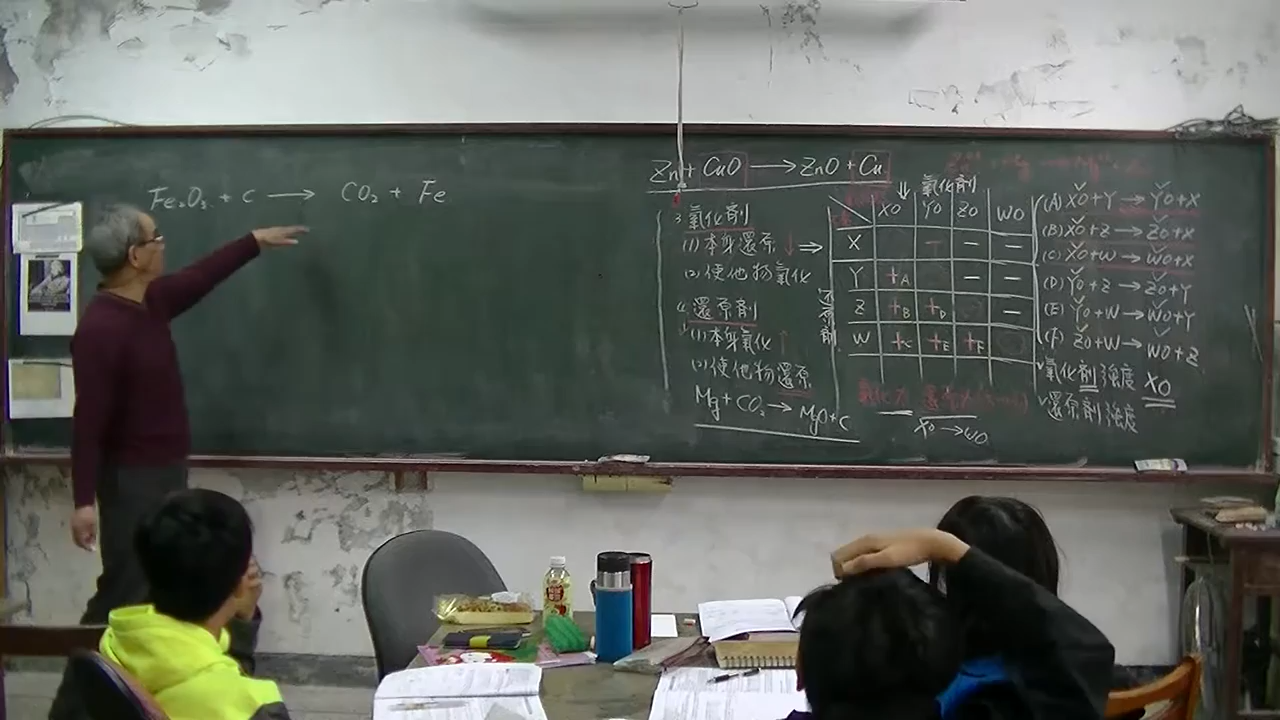 Fe₂O₃ + C ⟶ CO₂ + Fe
Zn + CuO ⟶ ZnO + Cu
3. 氧化劑
(1) 本身還原 ↓
(2) 使他物氧化
4. 還原劑
(1) 本身氧化 ↑
(2) 使他物還原
Mg + CO₂ → MgO + C
↓ 氧化劑
XO YO ZO WO
X − − −
Y +A − −
Z +B +D −
W +C +E +F
還原劑
XO → WO
(A) XO + Y → YO + X
(B) XO + Z → ZO + X
(C) XO + W → WO + X
(D) YO + Z → ZO + Y
(E) YO + W → WO + Y
(F) ZO + W → WO + Z
氧化劑強度 XO
還原劑強度